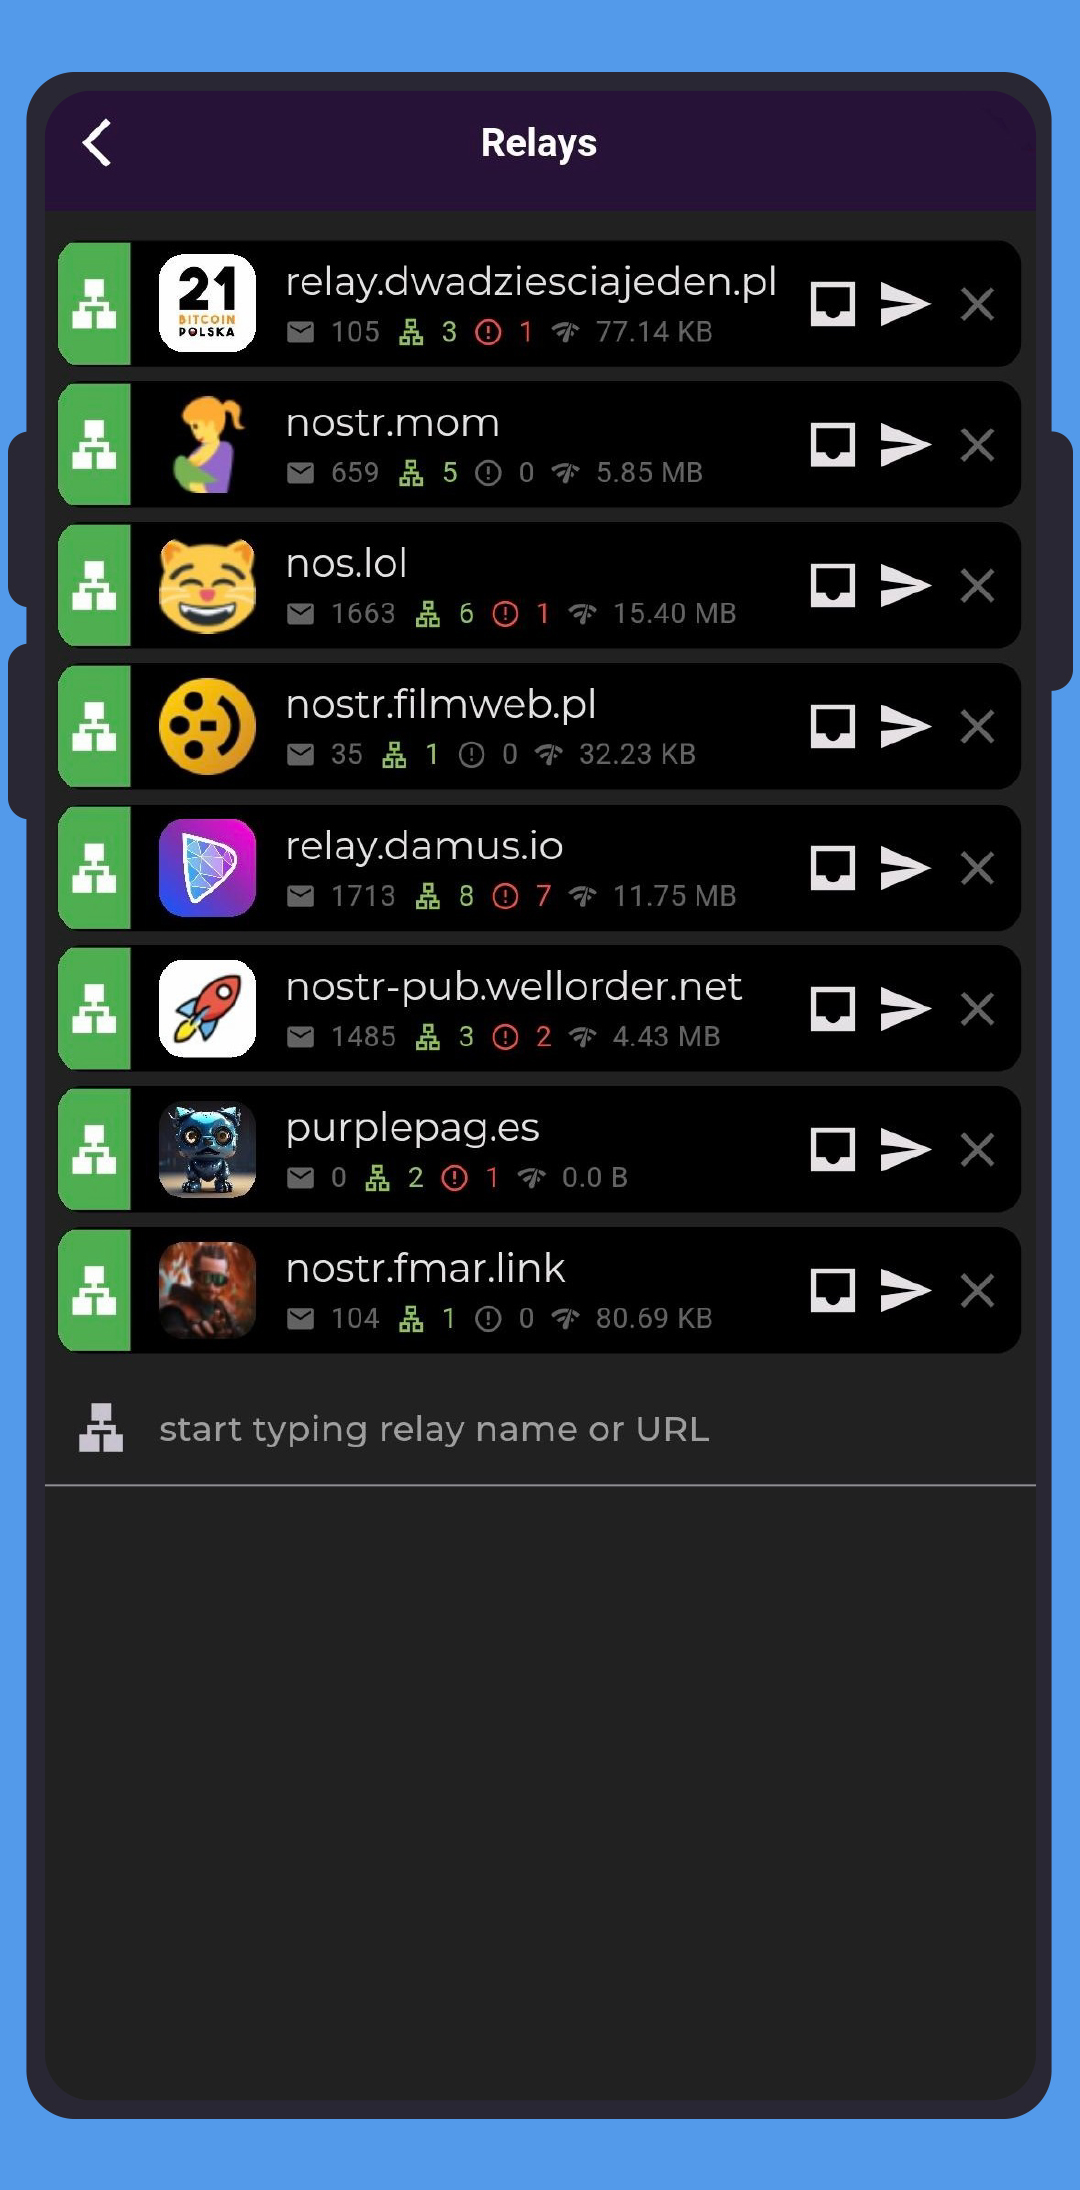 Relays
21
BITCOIN
POLSKA
relay.dwadziesciajeden.pl
105 3 1 77.14 KB
nostr.mom
659 5 0 5.85 MB
nos.lol
1663 6 1 15.40 MB
nostr.filmweb.pl
35 1 0 32.23 KB
relay.damus.io
1713 8 7 11.75 MB
nostr-pub.wellorder.net
1485 3 2 4.43 MB
purplepag.es
0 2 1 0.0 B
nostr.fmar.link
104 1 0 80.69 KB
start typing relay name or URL